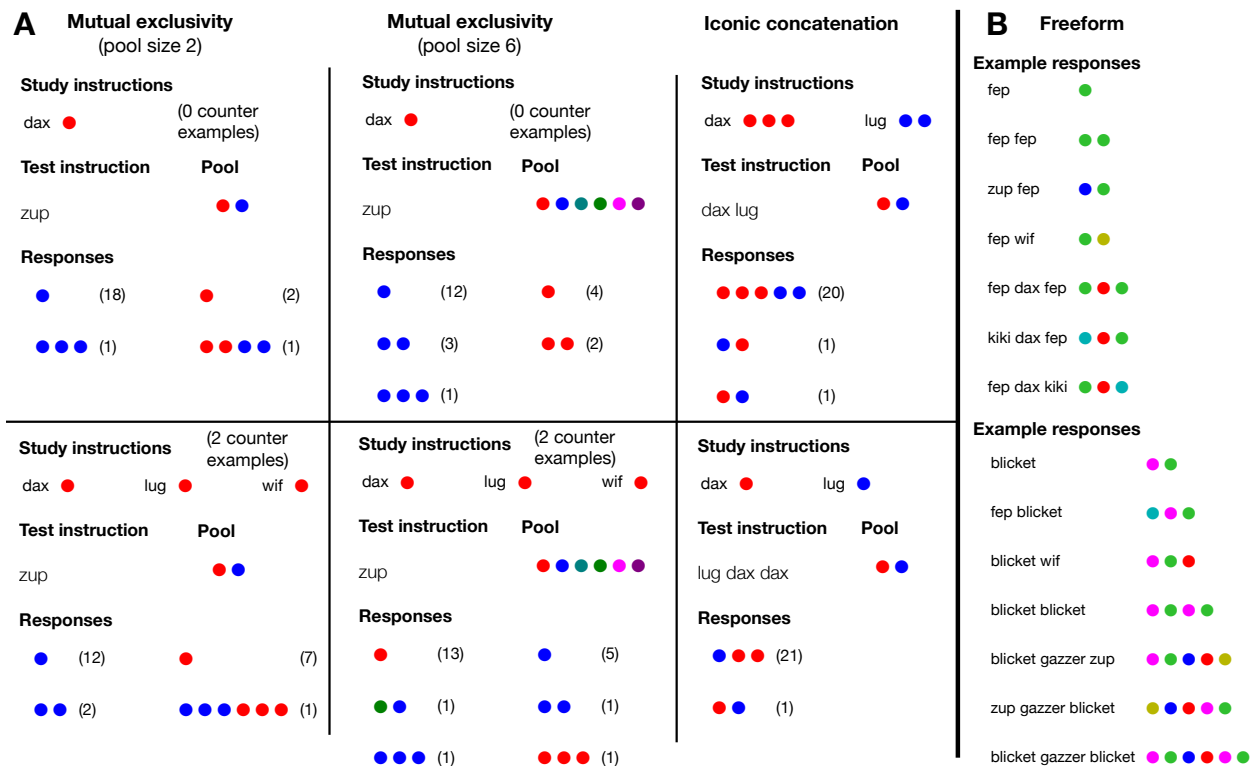 A
Mutual exclusivity
(pool size 2)
Study instructions
dax
(0 counter
examples)
Test instruction
Pool
zup
Responses
(18)
(2)
(1)
(1)
Study instructions
(2 counter
examples)
dax
lug
wif
Test instruction
Pool
zup
Responses
(12)
(7)
(2)
(1)
Mutual exclusivity
(pool size 6)
Study instructions
dax
(0 counter
examples)
Test instruction
Pool
zup
Responses
(12)
(4)
(3)
(2)
(1)
Study instructions
(2 counter
examples)
dax
lug
wif
Test instruction
Pool
zup
Responses
(13)
(5)
(1)
(1)
(1)
(1)
Iconic concatenation
Study instructions
dax
lug
Test instruction
Pool
dax lug
Responses
(20)
(1)
(1)
Study instructions
dax
lug
Test instruction
Pool
lug dax dax
Responses
(21)
(1)
B
Freeform
Example responses
fep
fep fep
zup fep
fep wif
fep dax fep
kiki dax fep
fep dax kiki
Example responses
blicket
fep blicket
blicket wif
blicket blicket
blicket gazzer zup
zup gazzer blicket
blicket gazzer blicket